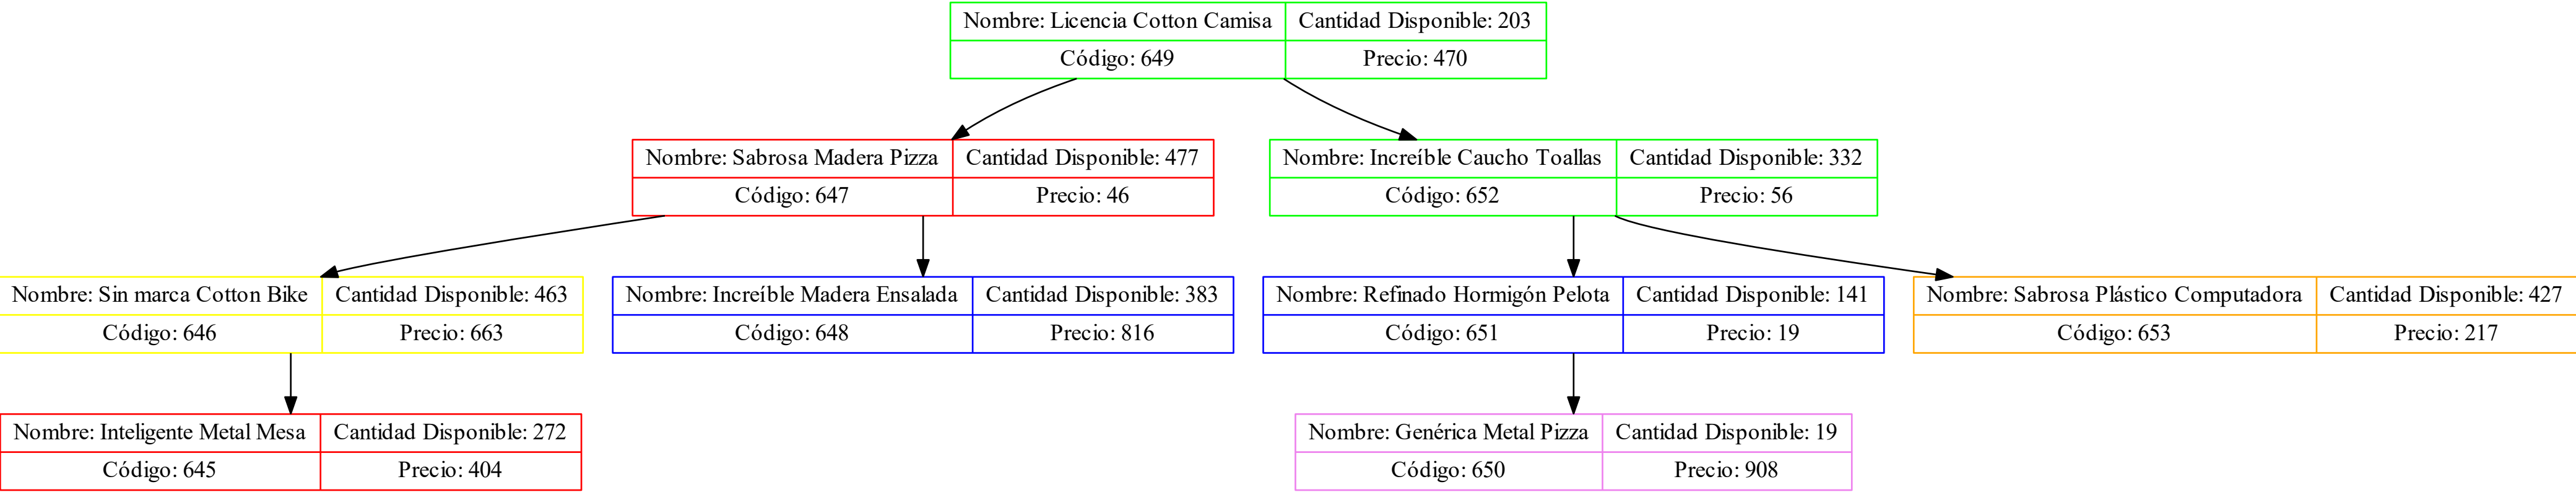 Nombre: Licencia Cotton Camisa
Cantidad Disponible: 203
Código: 649
Precio: 470
Nombre: Sabrosa Madera Pizza
Cantidad Disponible: 477
Código: 647
Precio: 46
Nombre: Increíble Caucho Toallas
Cantidad Disponible: 332
Código: 652
Precio: 56
Nombre: Sin marca Cotton Bike
Cantidad Disponible: 463
Código: 646
Precio: 663
Nombre: Increíble Madera Ensalada
Cantidad Disponible: 383
Código: 648
Precio: 816
Nombre: Refinado Hormigón Pelota
Cantidad Disponible: 141
Código: 651
Precio: 19
Nombre: Sabrosa Plástico Computadora
Cantidad Disponible: 427
Código: 653
Precio: 217
Nombre: Inteligente Metal Mesa
Cantidad Disponible: 272
Código: 645
Precio: 404
Nombre: Genérica Metal Pizza
Cantidad Disponible: 19
Código: 650
Precio: 908